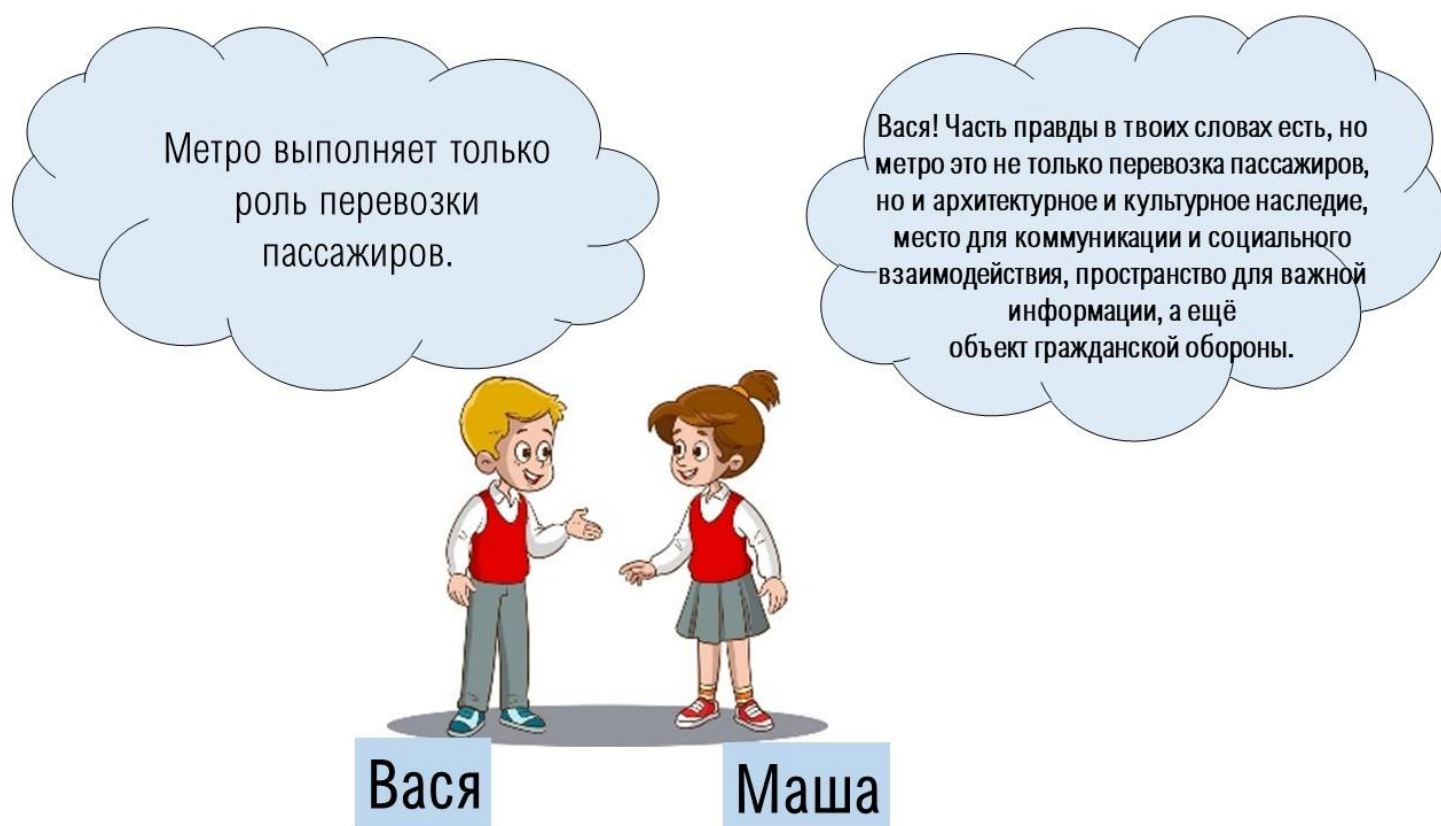 Метро выполняет только
роль перевозки
пассажиров.
Вася! Часть правды в твоих словах есть, но
метро это не только перевозка пассажиров,
но и архитектурное и культурное наследие,
место для коммуникации и социального
взаимодействия, пространство для важной
информации, а ещё
объект гражданской обороны.
Вася
Маша